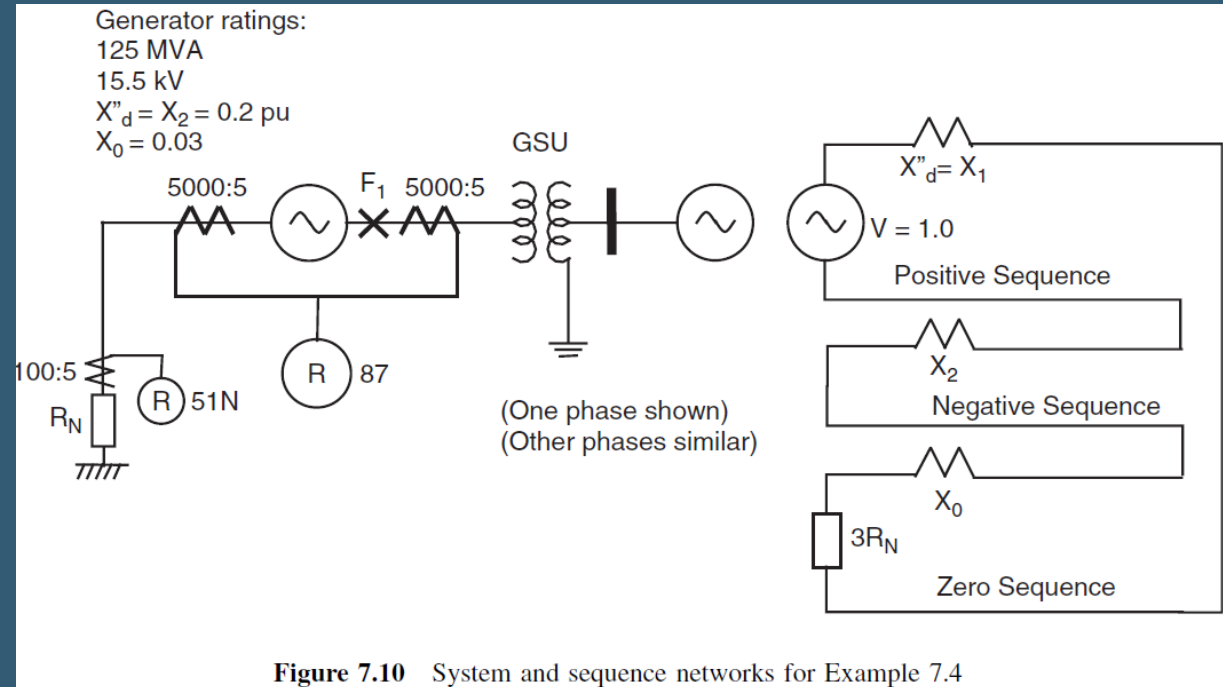 Generator ratings:
125 MVA
15.5 kV
X"d = X2 = 0.2 pu
X0 = 0.03
GSU
5000:5
F1
5000:5
X"d= X1
V = 1.0
Positive Sequence
100:5
R
51N
R
87
RN
X2
(One phase shown)
(Other phases similar)
Negative Sequence
X0
3RN
Zero Sequence
Figure 7.10 System and sequence networks for Example 7.4